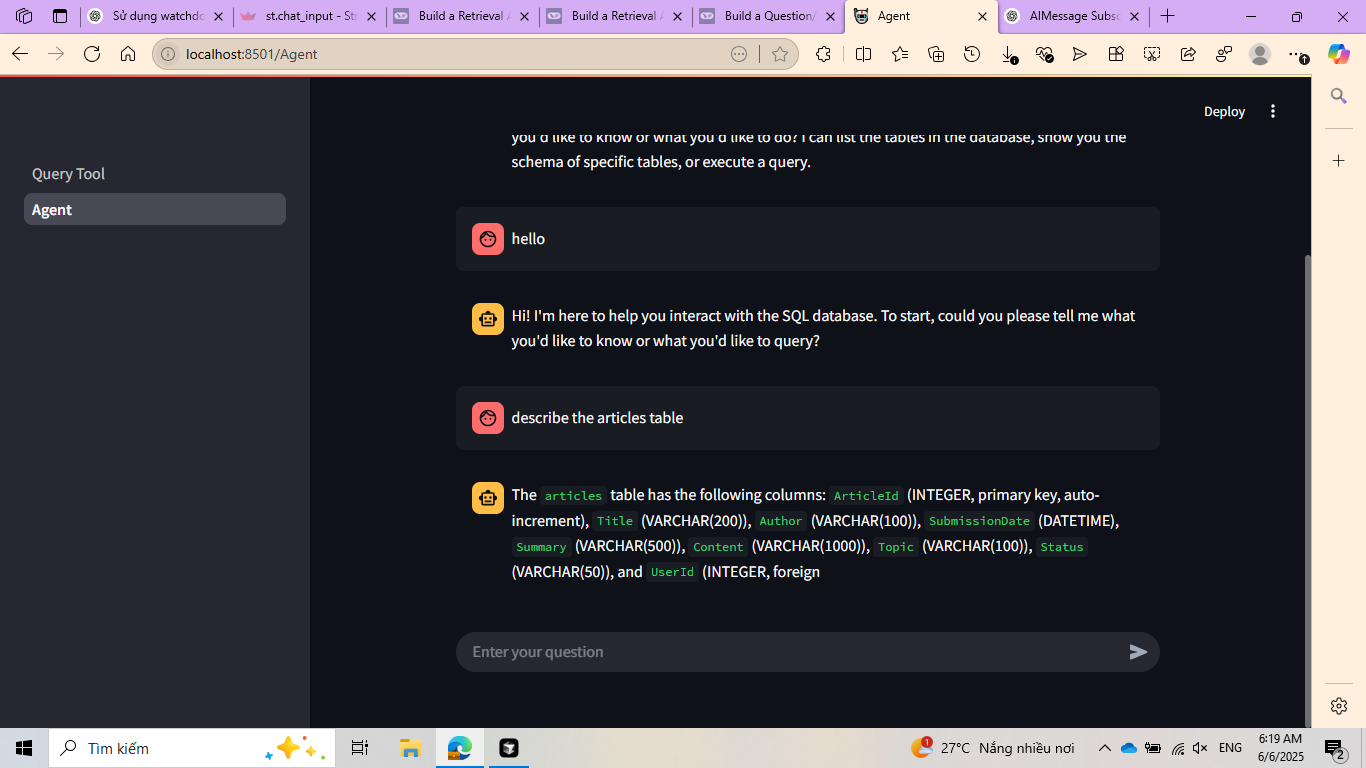 Sử dụng watchdo
st.chat_input - Str
Build a Retrieval A
Build a Retrieval A
Build a Question/
Agent
AIMessage Subsc
localhost:8501/Agent
Deploy
Query Tool
Agent
you'd like to know or what you'd like to do? I can list the tables in the database, show you the
schema of specific tables, or execute a query.
hello
Hi! I'm here to help you interact with the SQL database. To start, could you please tell me what
you'd like to know or what you'd like to query?
describe the articles table
The articles table has the following columns: ArticleId (INTEGER, primary key, auto-
increment), Title (VARCHAR(200)), Author (VARCHAR(100)), SubmissionDate (DATETIME),
Summary (VARCHAR(500)), Content (VARCHAR(1000)), Topic (VARCHAR(100)), Status
(VARCHAR(50)), and UserId (INTEGER, foreign
Enter your question
Tìm kiếm
1
27°C Nắng nhiều nơi
ENG
6:19 AM
6/6/2025
2